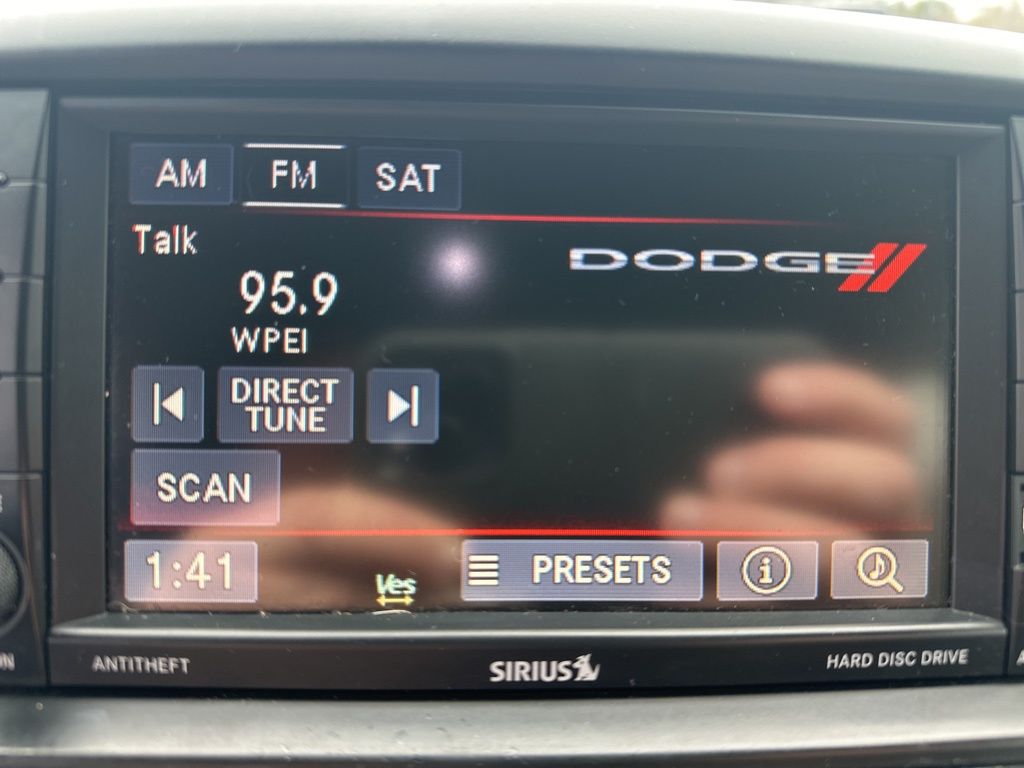 AM FM SAT
Talk
DODGE
95.9
WPEI
DIRECT
TUNE
SCAN
1:41
Ves
PRESETS
i
ANTITHEFT
SIRIUS
HARD DISC DRIVE